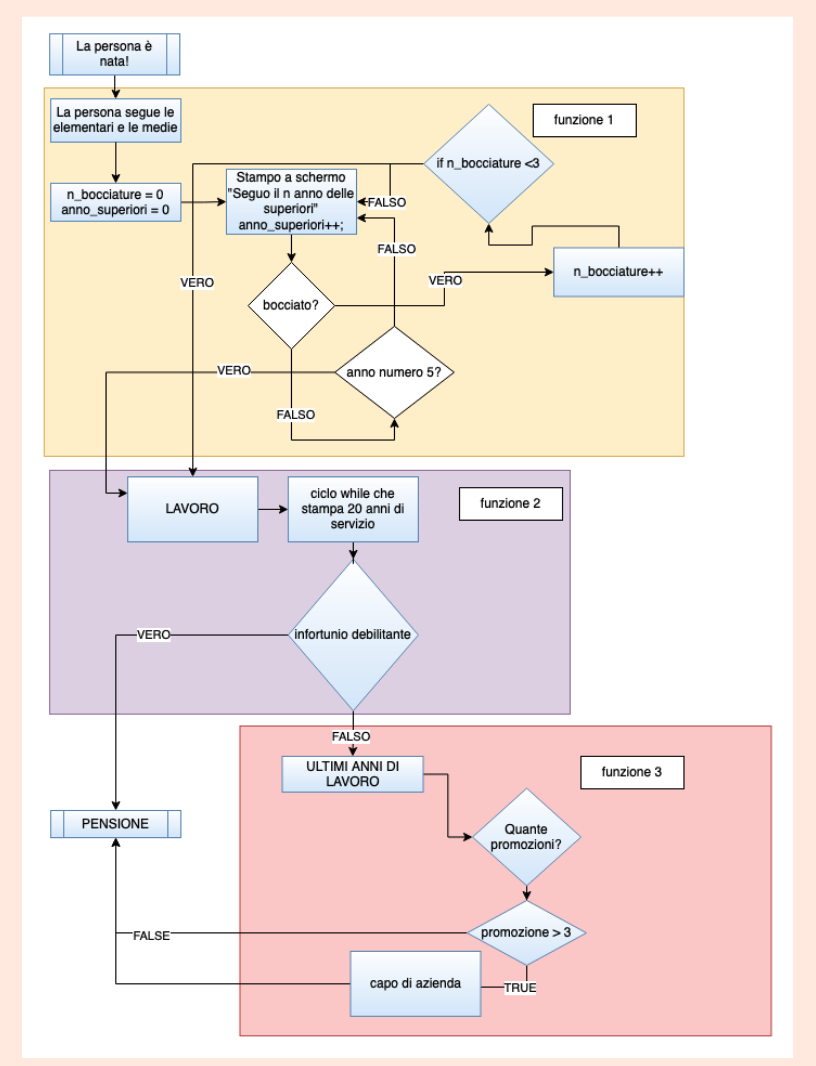 La persona è
nata!
La persona segue le
elementari e le medie
funzione 1
if n_bocciature <3
Stampo a schermo
"Seguo il n anno delle
superiori"
anno_superiori++;
n_bocciature = 0
anno_superiori = 0
FALSO
FALSO
n_bocciature++
VERO
VERO
bocciato?
anno numero 5?
VERO
FALSO
LAVORO
ciclo while che
stampa 20 anni di
servizio
funzione 2
infortunio debilitante
VERO
FALSO
ULTIMI ANNI DI
LAVORO
funzione 3
PENSIONE
Quante
promozioni?
promozione > 3
FALSE
capo di azienda
TRUE